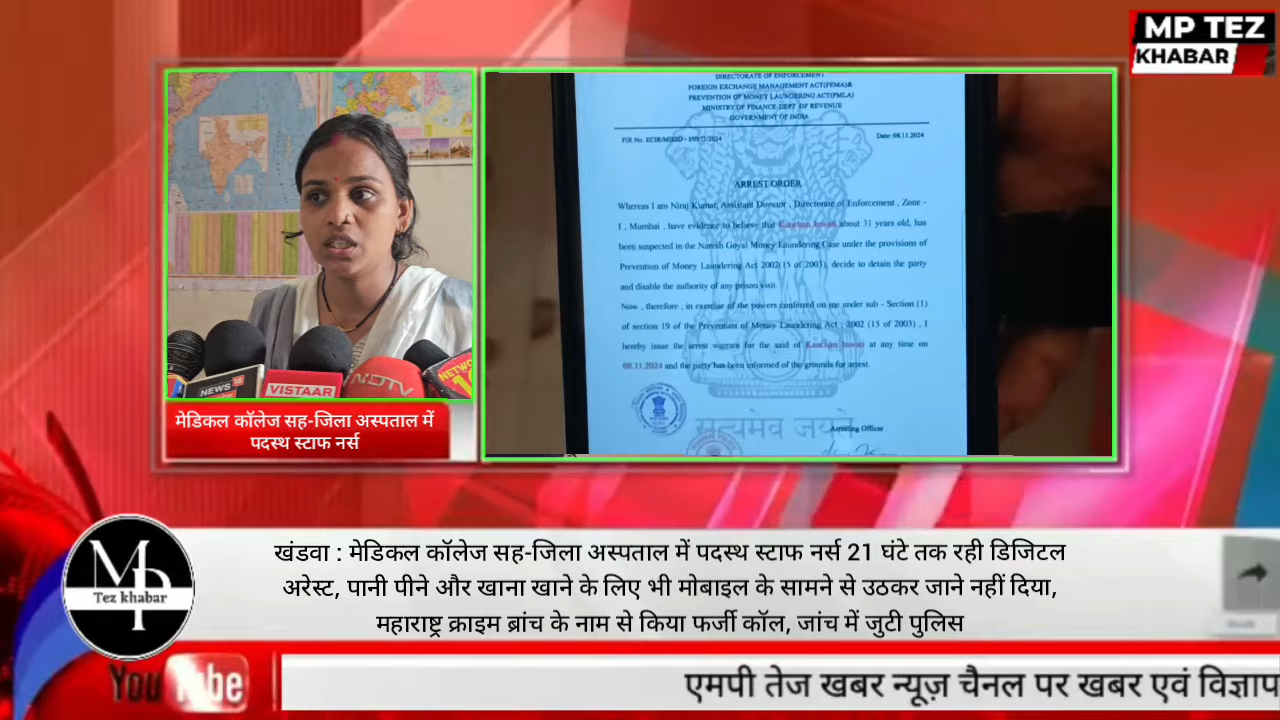 MP TEZ
KHABAR
DIRECTORATE OF ENFORCEMENT
FOREIGN EXCHANGE MANAGEMENT ACT(FEMA)&
PREVENTION OF MONEY LAUNDERING ACT(PMLA)
MINISTRY OF FINANCE-DEPT OF REVENUE
GOVERNMENT OF INDIA
Date: 08.11.2024
ARREST ORDER
Whereas I am Niraj Kumar, Assistant Director , Directorate of Enforcement , Zone -
I , Mumbai , have evidence to believe that Kanchan Inwati about 31 years old, has
been suspected in the Naresh Goyal Money Laundering Case under the provisions of
Prevention of Money Laundering Act 2002(15 of 2003), decide to detain the party
and disable the authority of any prison visit.
Now , therefore , in exercise of the powers conferred on me under sub - Section (1)
of section 19 of the Prevention of Money Laundering Act , 2002 (15 of 2003) , I
hereby issue the arrest warrant for the said of Kanchan Inwati at any time on
08.11.2024 and the party has been informed of the grounds for arrest.
सत्यमेव जयते
Arresting Officer
NEWS 18
VISTAAR
NDTV
मेडिकल कॉलेज सह-जिला अस्पताल में
पदस्थ स्टाफ नर्स
खंडवा : मेडिकल कॉलेज सह-जिला अस्पताल में पदस्थ स्टाफ नर्स 21 घंटे तक रही डिजिटल
अरेस्ट, पानी पीने और खाना खाने के लिए भी मोबाइल के सामने से उठकर जाने नहीं दिया,
महाराष्ट्र क्राइम ब्रांच के नाम से किया फर्जी कॉल, जांच में जुटी पुलिस
MP
Tez khabar
YouTube
एमपी तेज खबर न्यूज़ चैनल पर खबर एवं विज्ञाप